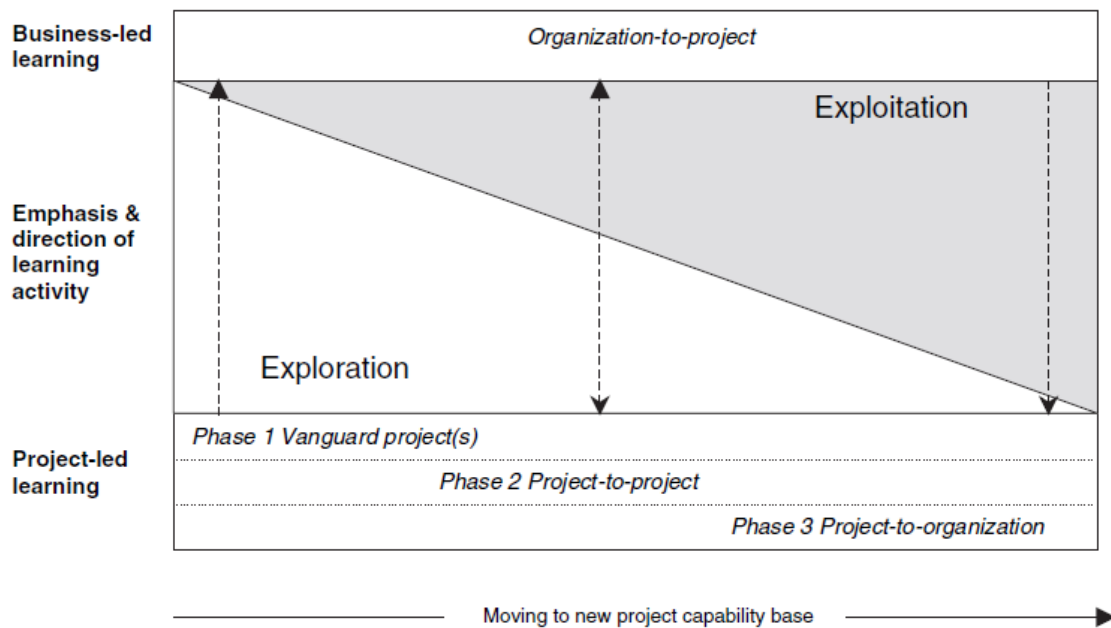 Business-led
learning
Organization-to-project
Exploitation
Emphasis &
direction of
learning
activity
Exploration
Project-led
learning
Phase 1 Vanguard project(s)
Phase 2 Project-to-project
Phase 3 Project-to-organization
Moving to new project capability base